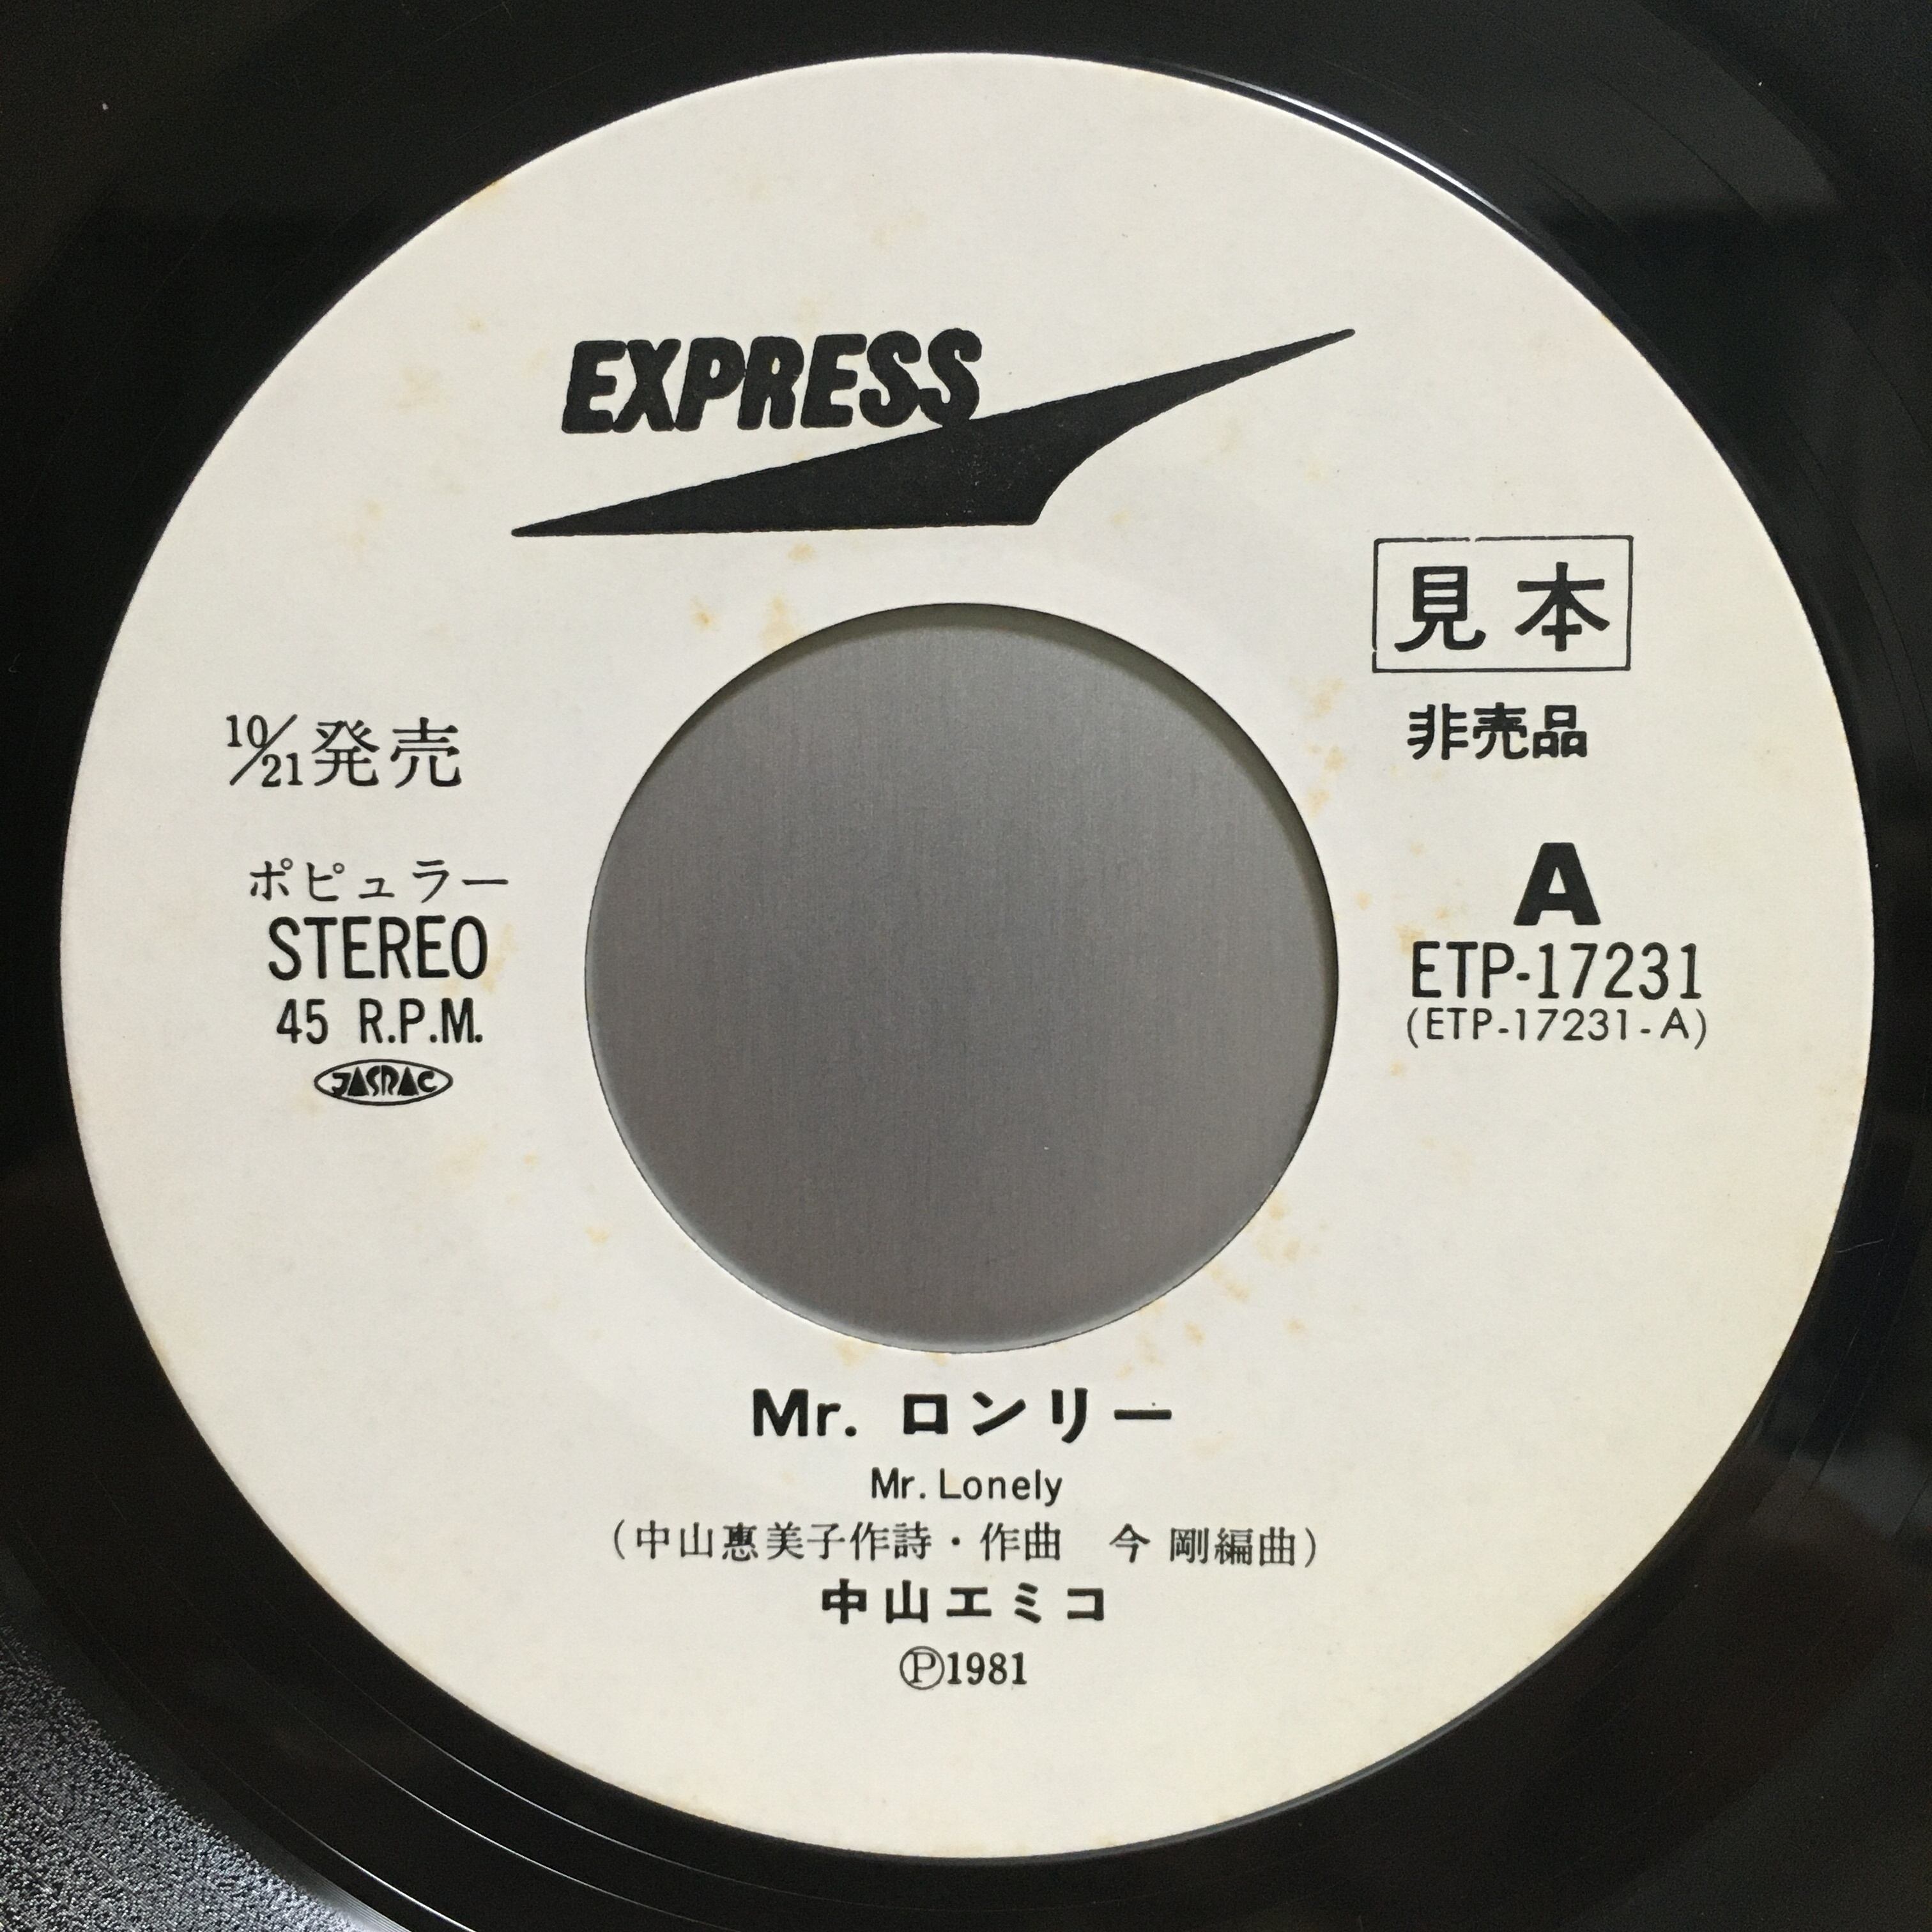 EXPRESS
見本
非売品
10/21発売
ポピュラー
STEREO
45 R.P.M.
JASRAC
A
ETP-17231
(ETP-17231-A)
Mr. ロンリー
Mr. Lonely
(中山惠美子作詩・作曲 今 剛編曲)
中山エミコ
Ⓟ1981